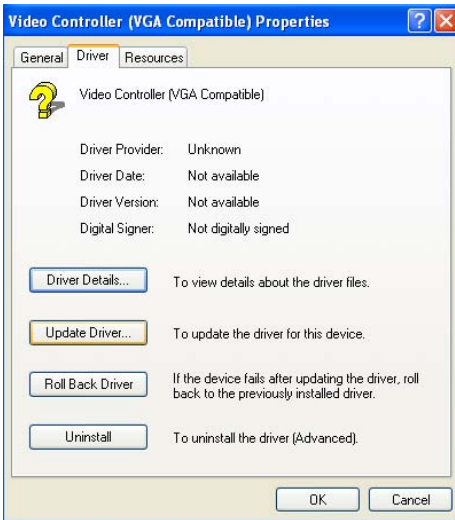 Video Controller (VGA Compatible) Properties
General Driver Resources
Video Controller (VGA Compatible)
Driver Provider: Unknown
Driver Date: Not available
Driver Version: Not available
Digital Signer: Not digitally signed
Driver Details... To view details about the driver files.
Update Driver... To update the driver for this device.
Roll Back Driver If the device fails after updating the driver, roll
back to the previously installed driver.
Uninstall To uninstall the driver (Advanced).
OK Cancel